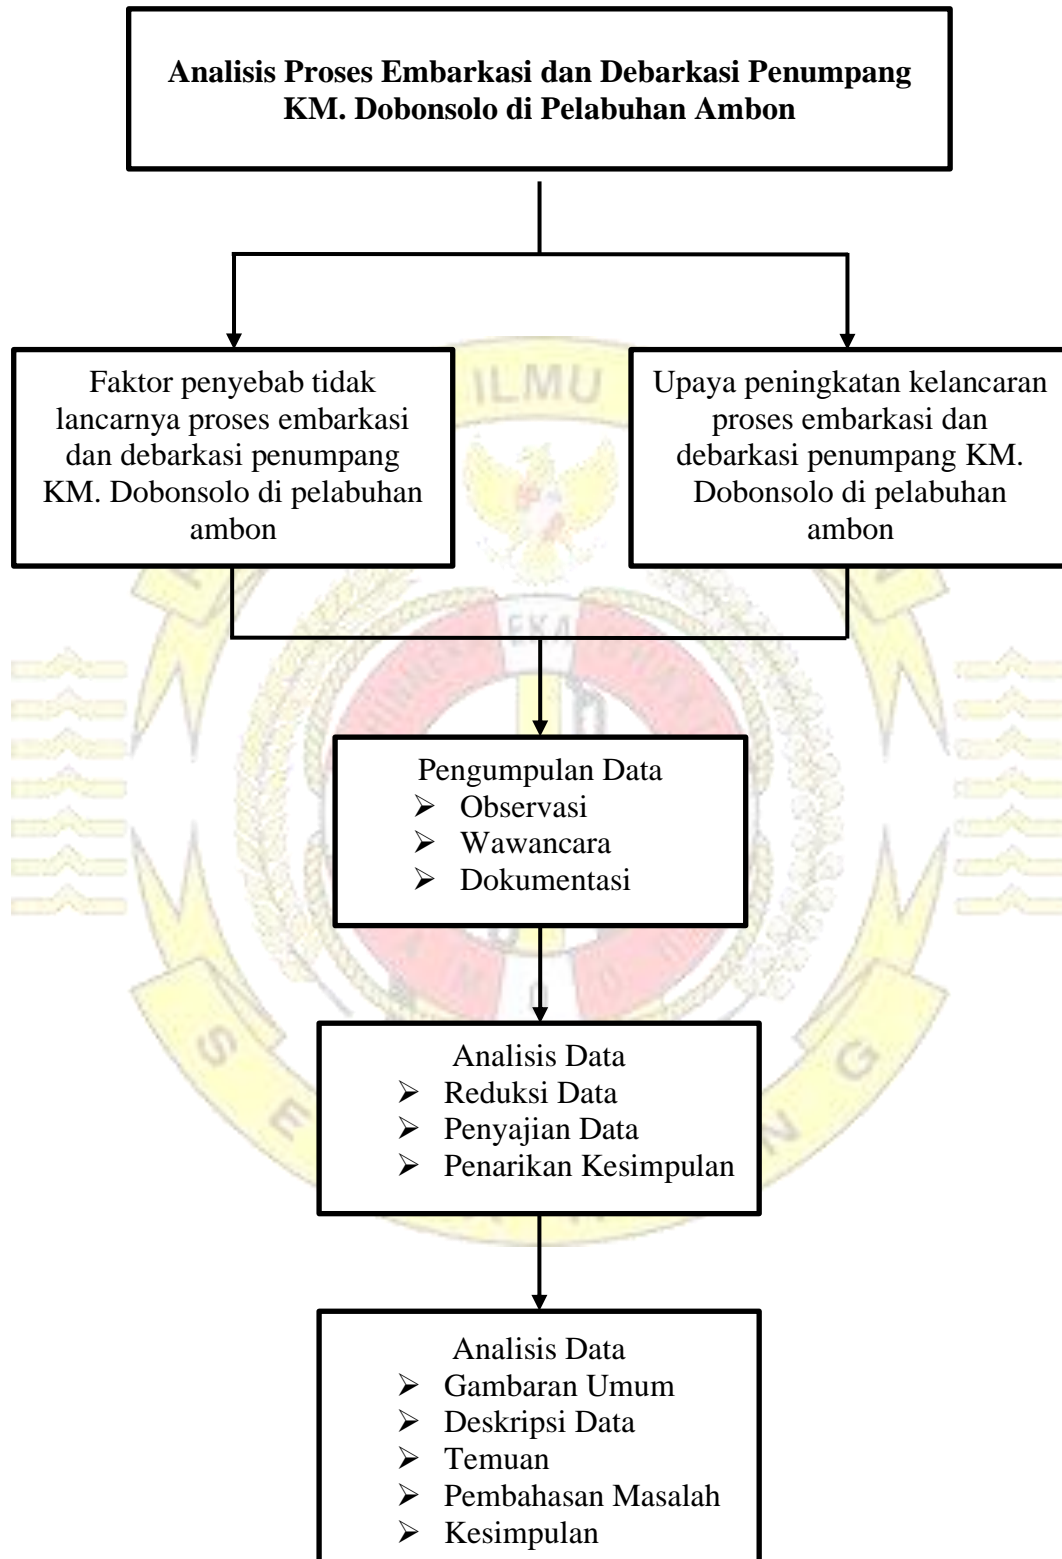 Analisis Proses Embarkasi dan Debarkasi Penumpang
KM. Dobonsolo di Pelabuhan Ambon
Faktor penyebab tidak
lancarnya proses embarkasi
dan debarkasi penumpang
KM. Dobonsolo di pelabuhan
ambon
Upaya peningkatan kelancaran
proses embarkasi dan
debarkasi penumpang KM.
Dobonsolo di pelabuhan
ambon
ILMU
EKA
Pengumpulan Data
➢ Observasi
➢ Wawancara
➢ Dokumentasi
Analisis Data
➢ Reduksi Data
➢ Penyajian Data
➢ Penarikan Kesimpulan
Analisis Data
➢ Gambaran Umum
➢ Deskripsi Data
➢ Temuan
➢ Pembahasan Masalah
➢ Kesimpulan